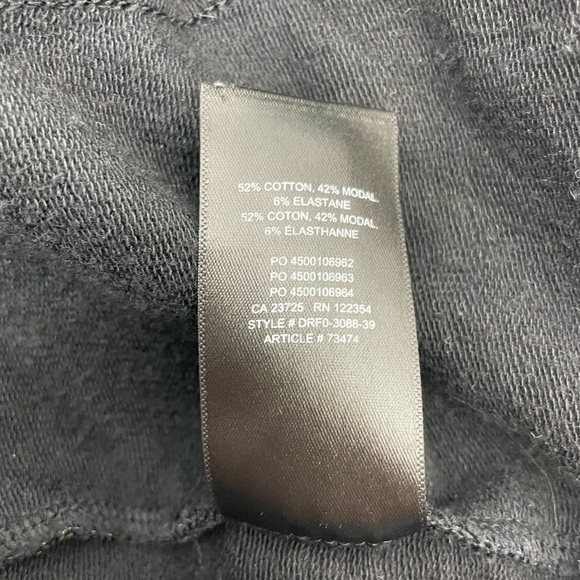 52% COTTON, 42% MODAL,
6% ELASTANE
52% COTON, 42% MODAL,
6% ÉLASTHANNE
PO 4500106962
PO 4500106963
PO 4500106964
CA 23725 RN 122354
STYLE # DRF0-3088-39
ARTICLE # 73474